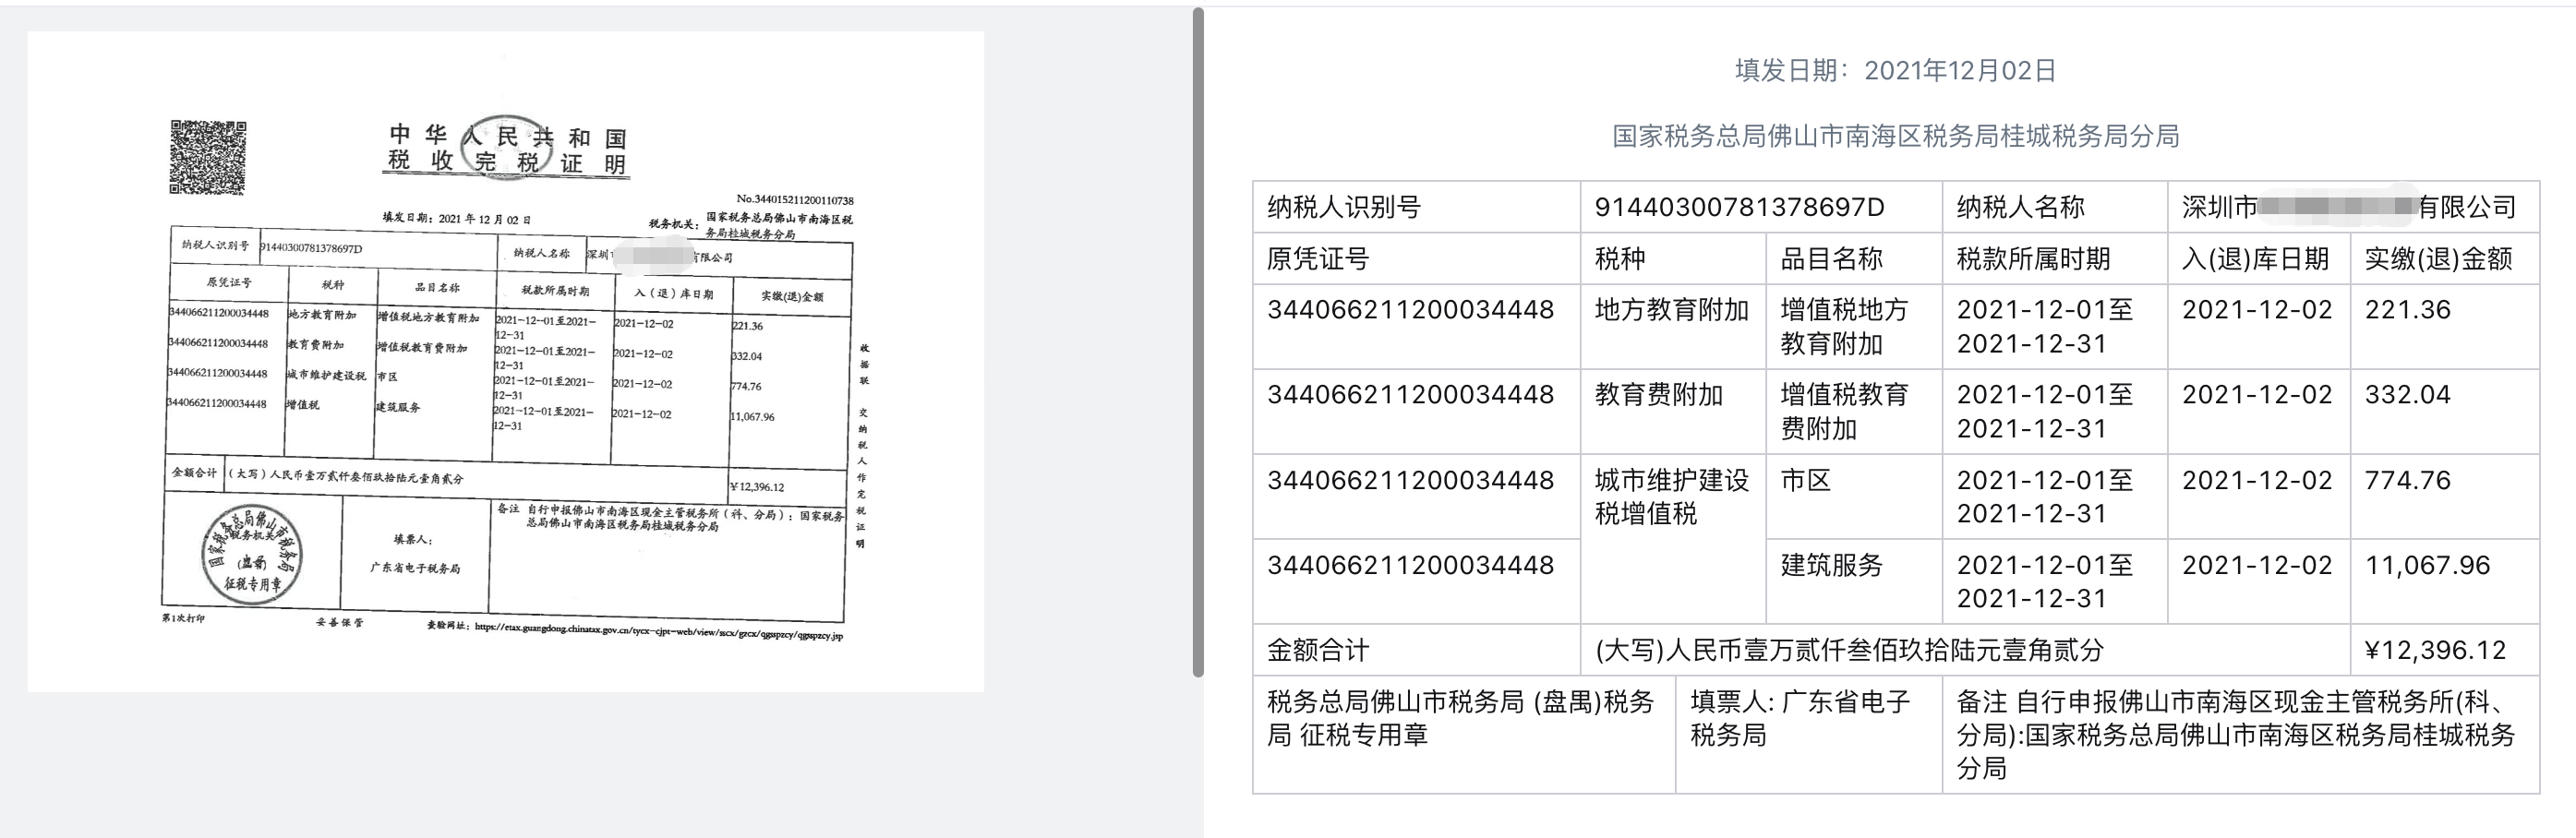 中华人民共和国
税收完税证明
No.344015211200110738
填发日期：2021年12月02日
税务机关：国家税务总局佛山市南海区税
务局桂城税务分局
纳税人识别号 91440300781378697D 纳税人名称 深圳 有限公司
原凭证号 税种 品目名称 税款所属时期 入（退）库日期 实缴(退)金额
344066211200034448 地方教育附加 增值税地方教育附加 2021-12-01至2021- 2021-12-02 221.36
12-31
344066211200034448 教育费附加 增值税教育费附加 2021-12-01至2021- 2021-12-02 332.04
12-31
344066211200034448 城市维护建设税 市区 2021-12-01至2021- 2021-12-02 774.76
12-31
344066211200034448 增值税 建筑服务 2021-12-01至2021- 2021-12-02 11,067.96
12-31
金额合计 （大写）人民币壹万贰仟叁佰玖拾陆元壹角贰分 ￥12,396.12
国家税务总局佛山市税务局
税务机关
(盖章)
征税专用章
填票人：
广东省电子税务局
备注 自行申报佛山市南海区现金主管税务所（科、分局）：国家税务
总局佛山市南海区税务局桂城税务分局
收据联 交纳税人作完税证明
第1次打印 妥善保管 查验网址：https://etax.guangdong.chinatax.gov.cn/tycx-cjpt-web/view/sscx/gzcx/qgsspzcy/qgsspzcy.jsp
填发日期：2021年12月02日
国家税务总局佛山市南海区税务局桂城税务局分局
纳税人识别号 91440300781378697D 纳税人名称 深圳市 有限公司
原凭证号 税种 品目名称 税款所属时期 入(退)库日期 实缴(退)金额
344066211200034448 地方教育附加 增值税地方 2021-12-01至 2021-12-02 221.36
教育附加 2021-12-31
344066211200034448 教育费附加 增值税教育 2021-12-01至 2021-12-02 332.04
费附加 2021-12-31
344066211200034448 城市维护建设 市区 2021-12-01至 2021-12-02 774.76
税增值税 2021-12-31
344066211200034448 建筑服务 2021-12-01至 2021-12-02 11,067.96
2021-12-31
金额合计 (大写)人民币壹万贰仟叁佰玖拾陆元壹角贰分 ¥12,396.12
税务总局佛山市税务局 (盘禺)税务
局 征税专用章
填票人: 广东省电子
税务局
备注 自行申报佛山市南海区现金主管税务所(科、
分局):国家税务总局佛山市南海区税务局桂城税务
分局